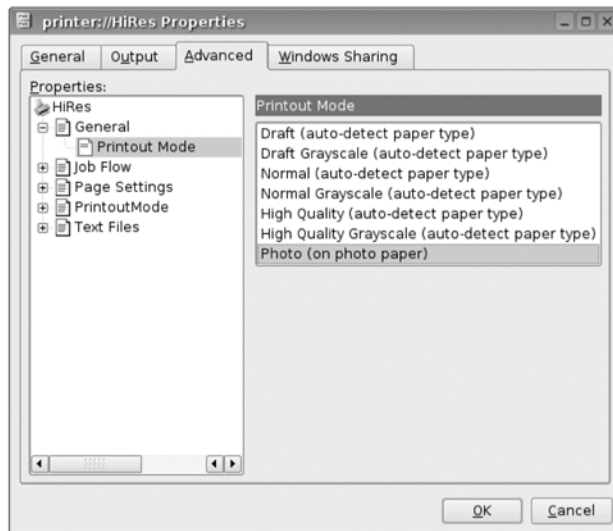 printer://HiRes Properties
General Output Advanced Windows Sharing
Properties:
HiRes
General
Printout Mode
Job Flow
Page Settings
PrintoutMode
Text Files
Printout Mode
Draft (auto-detect paper type)
Draft Grayscale (auto-detect paper type)
Normal (auto-detect paper type)
Normal Grayscale (auto-detect paper type)
High Quality (auto-detect paper type)
High Quality Grayscale (auto-detect paper type)
Photo (on photo paper)
OK Cancel